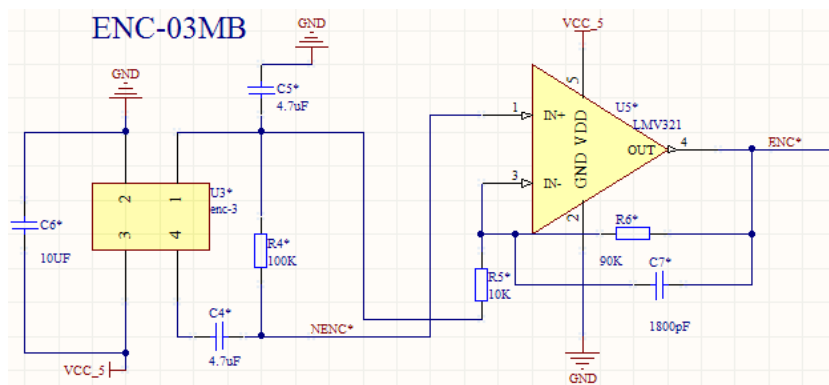 ENC-03MB
GND
VCC_5
GND
C5*
4.7uF
5
U5*
LMV321
1
IN+
GND VDD
OUT
4
ENC*
3
IN-
2
2
1
U3*
enc-3
3
4
C6*
10UF
R4*
100K
R6*
90K
C7*
1800pF
R5*
10K
C4*
4.7uF
NENC*
VCC_5
GND